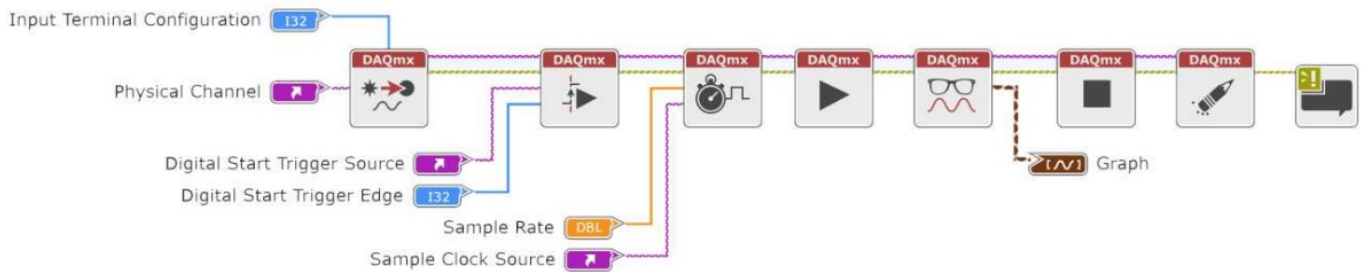 Input Terminal Configuration I32
DAQmx DAQmx DAQmx DAQmx DAQmx DAQmx DAQmx
Physical Channel
Digital Start Trigger Source
Graph
Digital Start Trigger Edge I32
Sample Rate DBL
Sample Clock Source